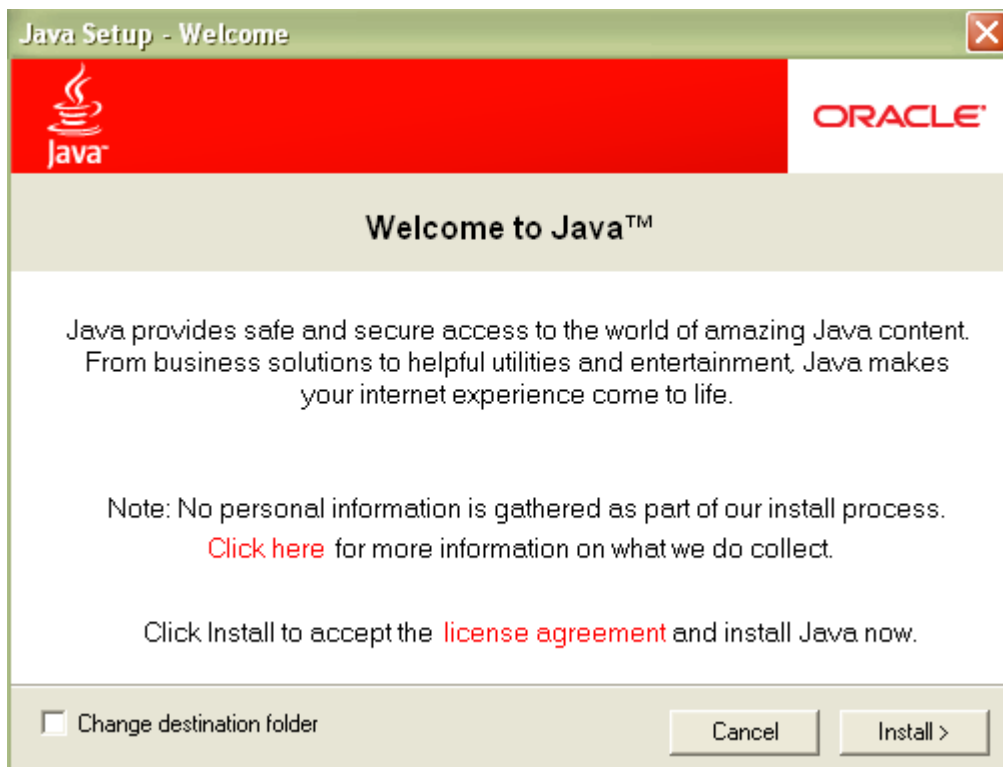 Java Setup - Welcome
Java™
ORACLE®
Welcome to Java™
Java provides safe and secure access to the world of amazing Java content.
From business solutions to helpful utilities and entertainment, Java makes
your internet experience come to life.
Note: No personal information is gathered as part of our install process.
Click here for more information on what we do collect.
Click Install to accept the license agreement and install Java now.
Change destination folder
Cancel
Install >